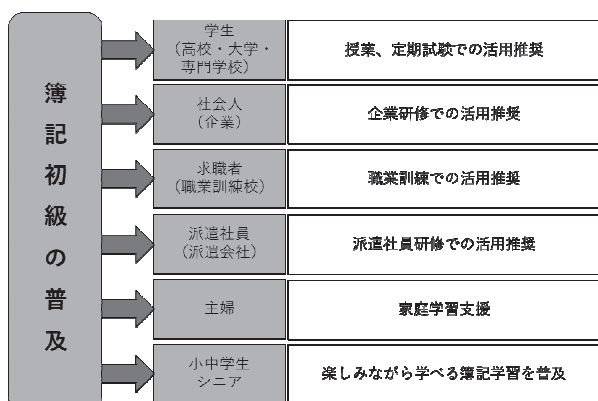 簿記初級の普及
学生
（高校・大学・
専門学校）
授業、定期試験での活用推奨
社会人
（企業）
企業研修での活用推奨
求職者
（職業訓練校）
職業訓練での活用推奨
派遣社員
（派遣会社）
派遣社員研修での活用推奨
主婦
家庭学習支援
小中学生
シニア
楽しみながら学べる簿記学習を普及